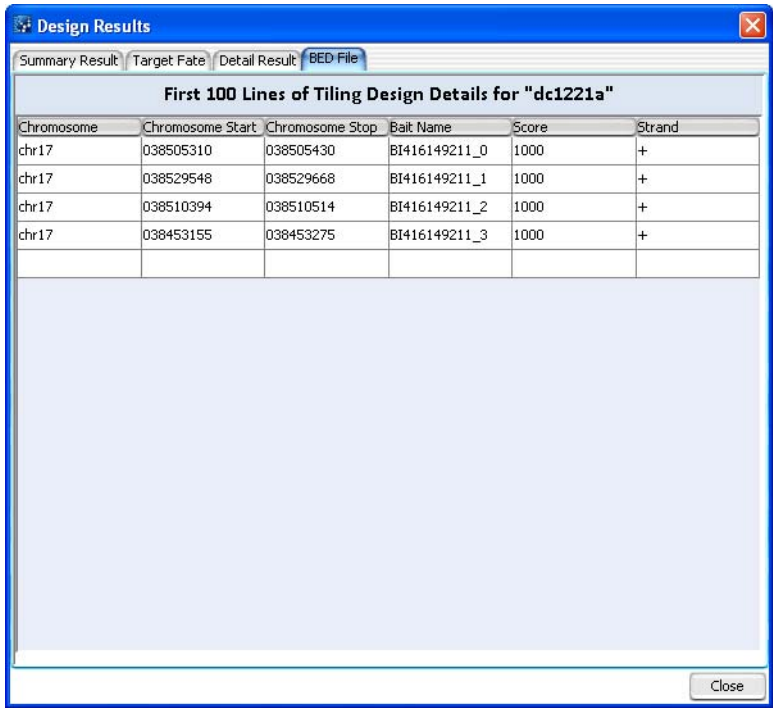 Design Results
Summary Result Target Fate Detail Result BED File
First 100 Lines of Tiling Design Details for "dc1221a"
Chromosome Chromosome Start Chromosome Stop Bait Name Score Strand
chr17 038505310 038505430 BI416149211_0 1000 +
chr17 038529548 038529668 BI416149211_1 1000 +
chr17 038510394 038510514 BI416149211_2 1000 +
chr17 038453155 038453275 BI416149211_3 1000 +
Close